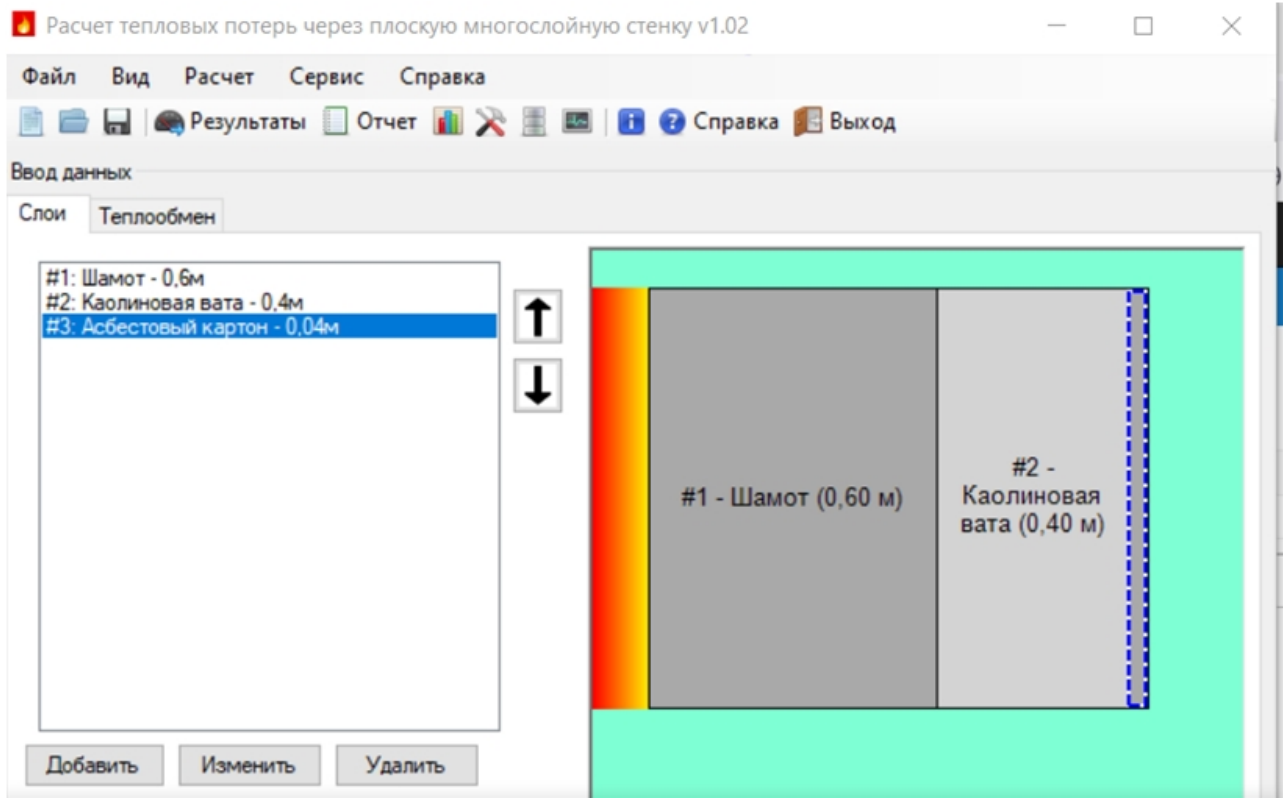 Расчет тепловых потерь через плоскую многослойную стенку v1.02
Файл Вид Расчет Сервис Справка
Результаты Отчет Справка Выход
Ввод данных
Слои Теплообмен
#1: Шамот - 0,6м
#2: Каолиновая вата - 0,4м
#3: Асбестовый картон - 0,04м
#1 - Шамот (0,60 м)
#2 -
Каолиновая
вата (0,40 м)
Добавить Изменить Удалить